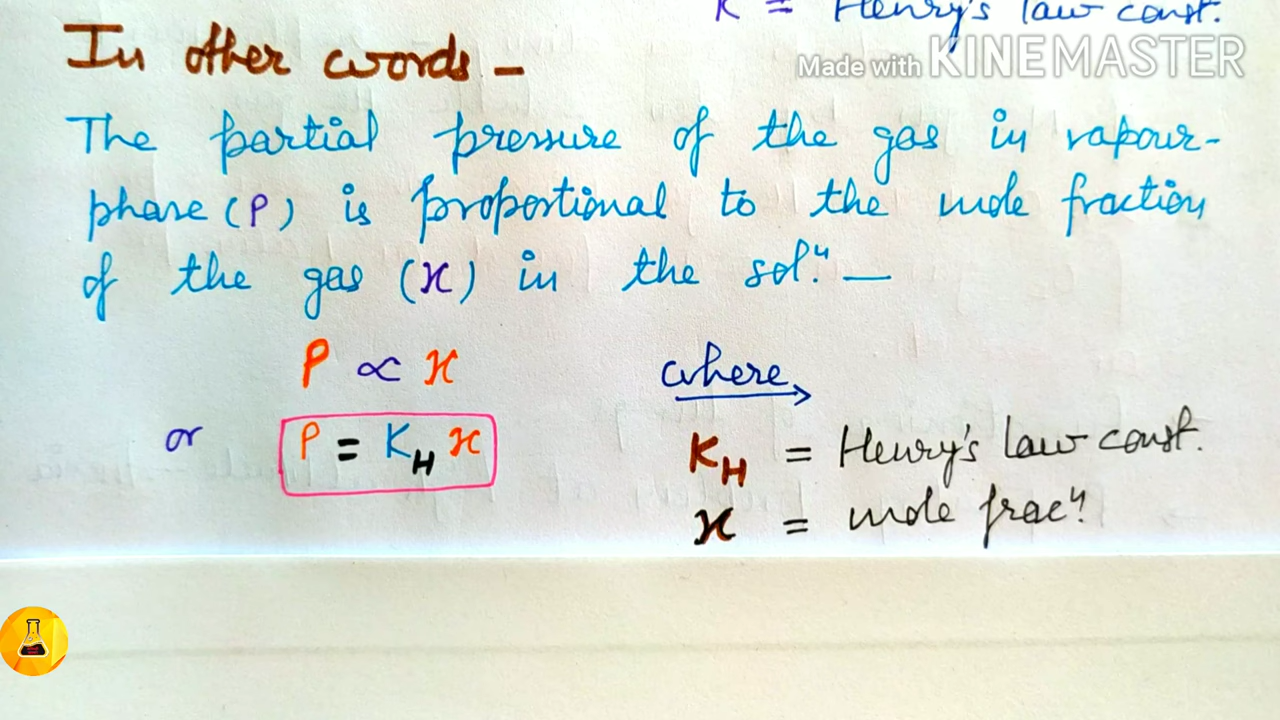 K = Henry's law const.
Made with KINEMASTER
In other words -
The partial pressure of the gas in vapour-
phase (P) is proportional to the mole fraction
of the gas (x) in the solⁿ. —
P ∝ x
where
or P = K_H x
K_H = Henry's law const.
x = mole fracⁿ.